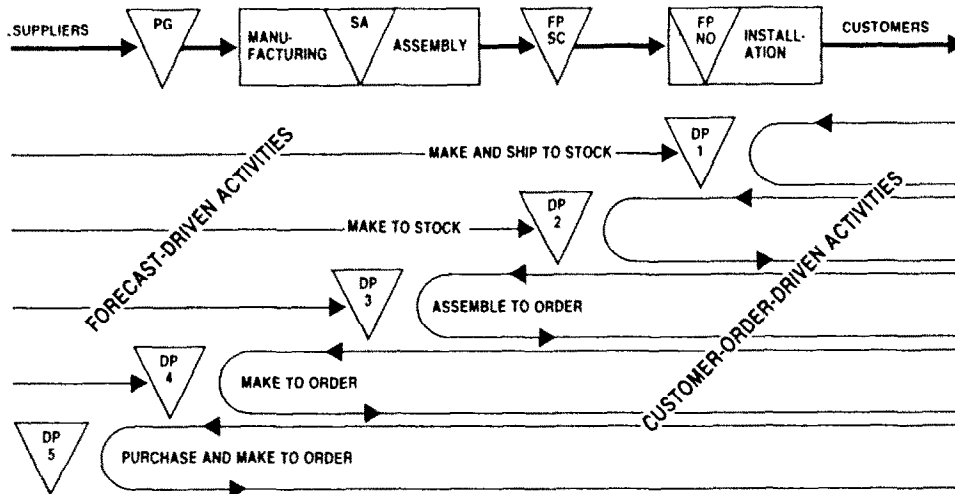 .SUPPLIERS
PG
MANU-
FACTURING
SA
ASSEMBLY
FP
SC
FP
NO
INSTALL-
ATION
CUSTOMERS
MAKE AND SHIP TO STOCK
DP
1
MAKE TO STOCK
DP
2
DP
3
ASSEMBLE TO ORDER
DP
4
MAKE TO ORDER
DP
5
PURCHASE AND MAKE TO ORDER
FORECAST-DRIVEN ACTIVITIES
CUSTOMER-ORDER-DRIVEN ACTIVITIES